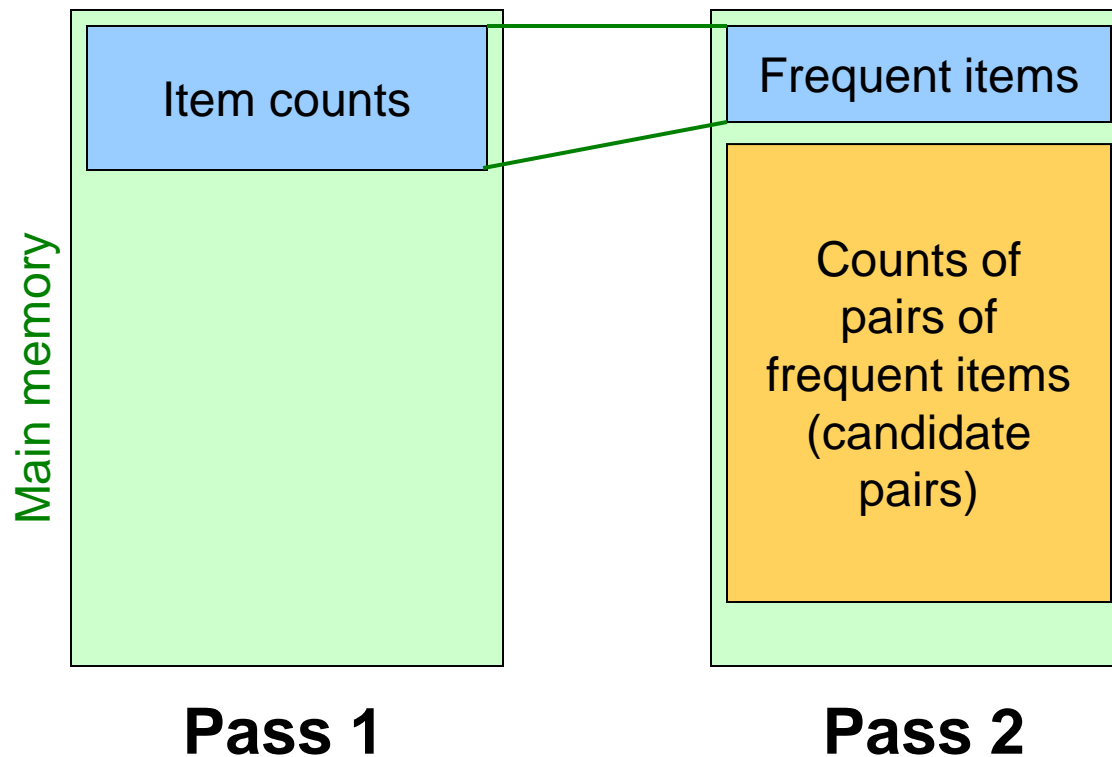 Item counts
Frequent items
Counts of
pairs of
frequent items
(candidate
pairs)
Main memory
Pass 1
Pass 2